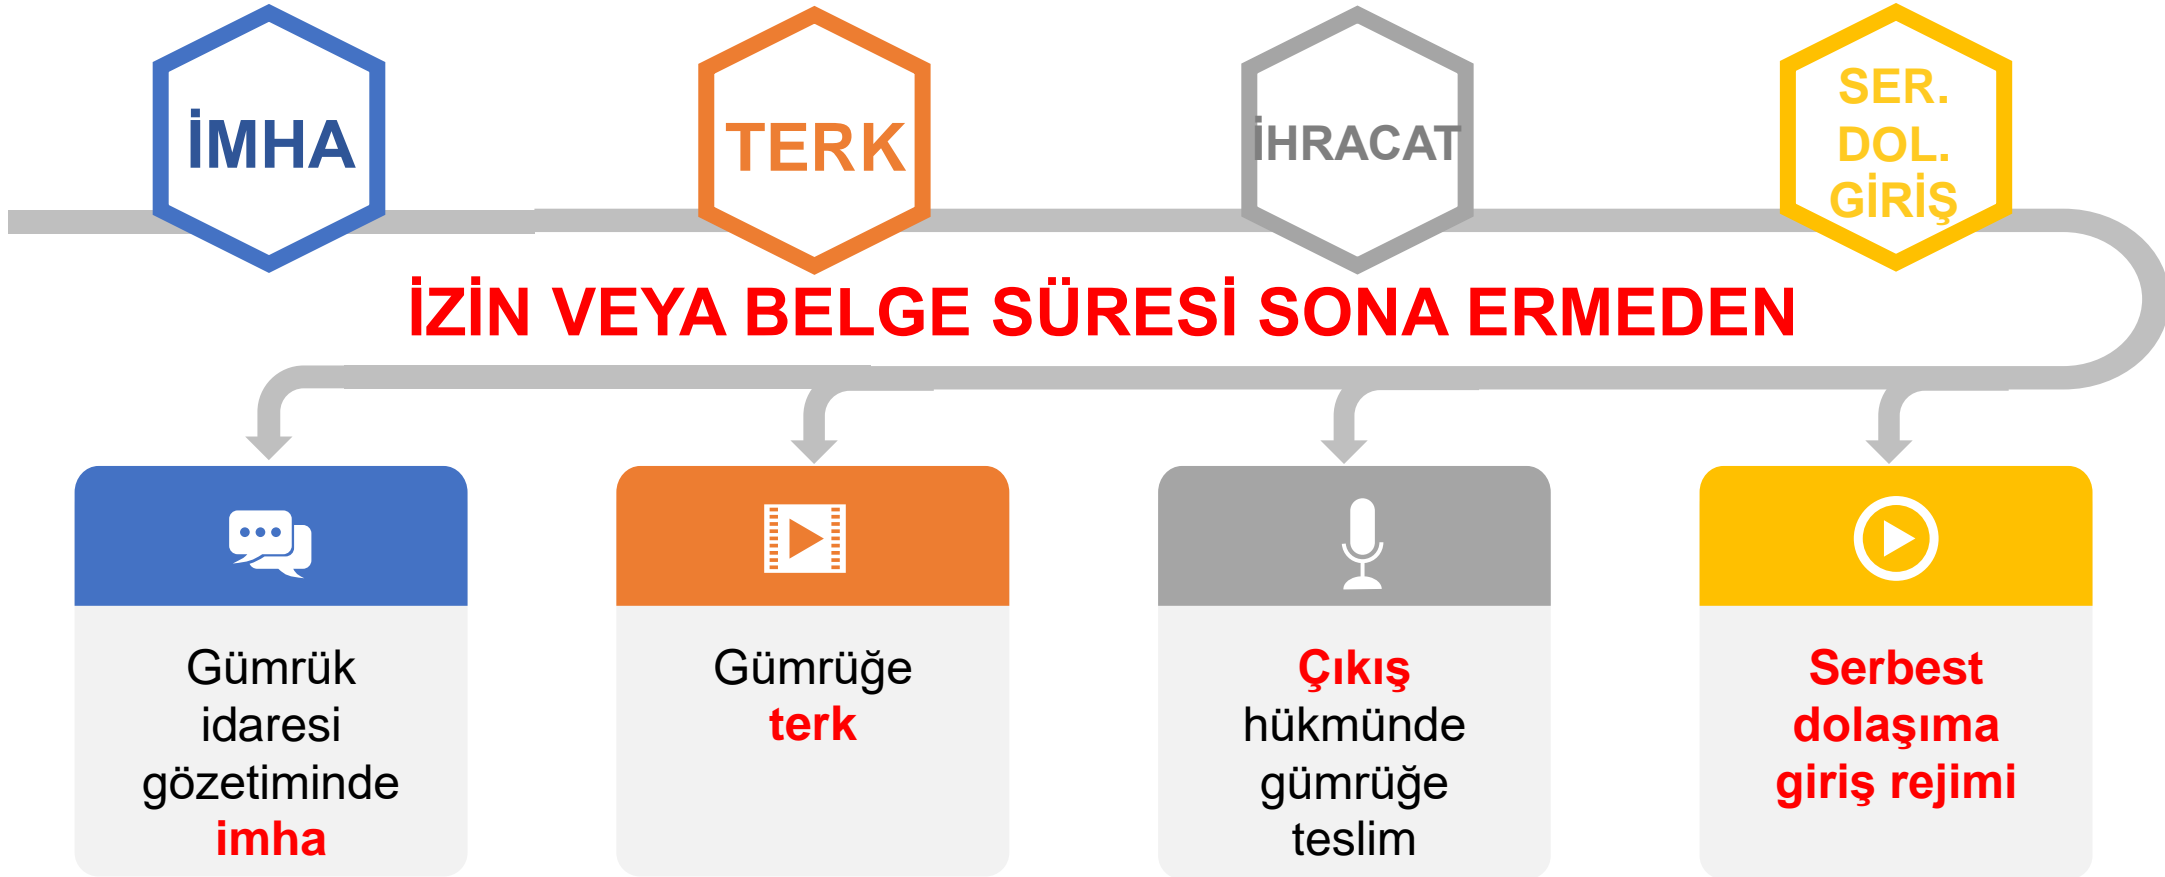 İMHA
TERK
İHRACAT
SER.
DOL.
GİRİŞ
İZİN VEYA BELGE SÜRESİ SONA ERMEDEN
Gümrük
idaresi
gözetiminde
imha
Gümrüğe
terk
Çıkış
hükmünde
gümrüğe
teslim
Serbest
dolaşıma
giriş rejimi